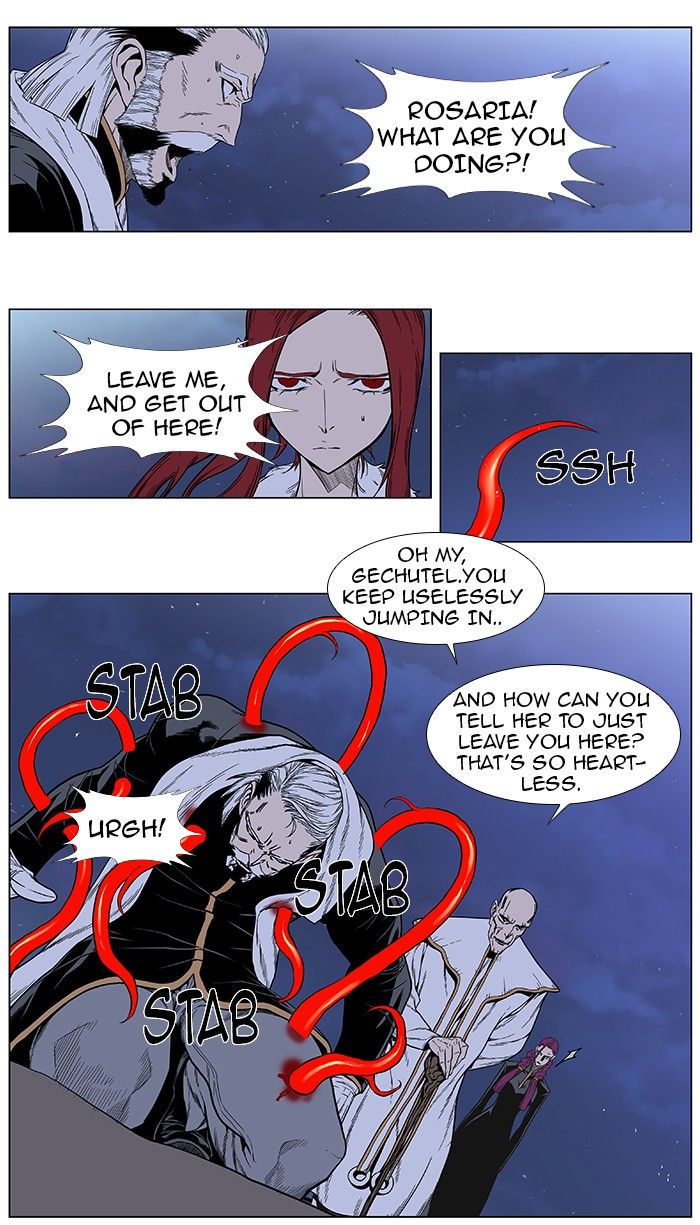 ROSARIA!
WHAT ARE YOU
DOING?!
LEAVE ME,
AND GET OUT
OF HERE!
SSH
OH MY,
GECHUTEL.YOU
KEEP USELESSLY
JUMPING IN..
AND HOW CAN YOU
TELL HER TO JUST
LEAVE YOU HERE?
THAT'S SO HEART-
LESS.
STAB
URGH!
STAB
STAB